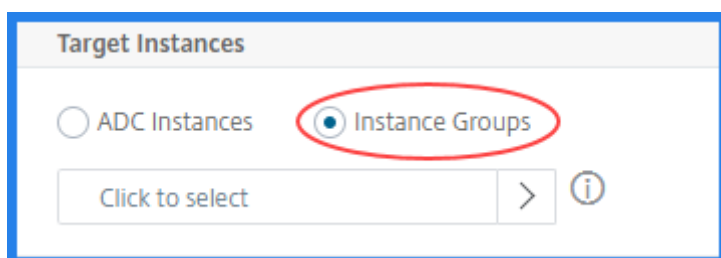 Target Instances
ADC Instances Instance Groups
Click to select